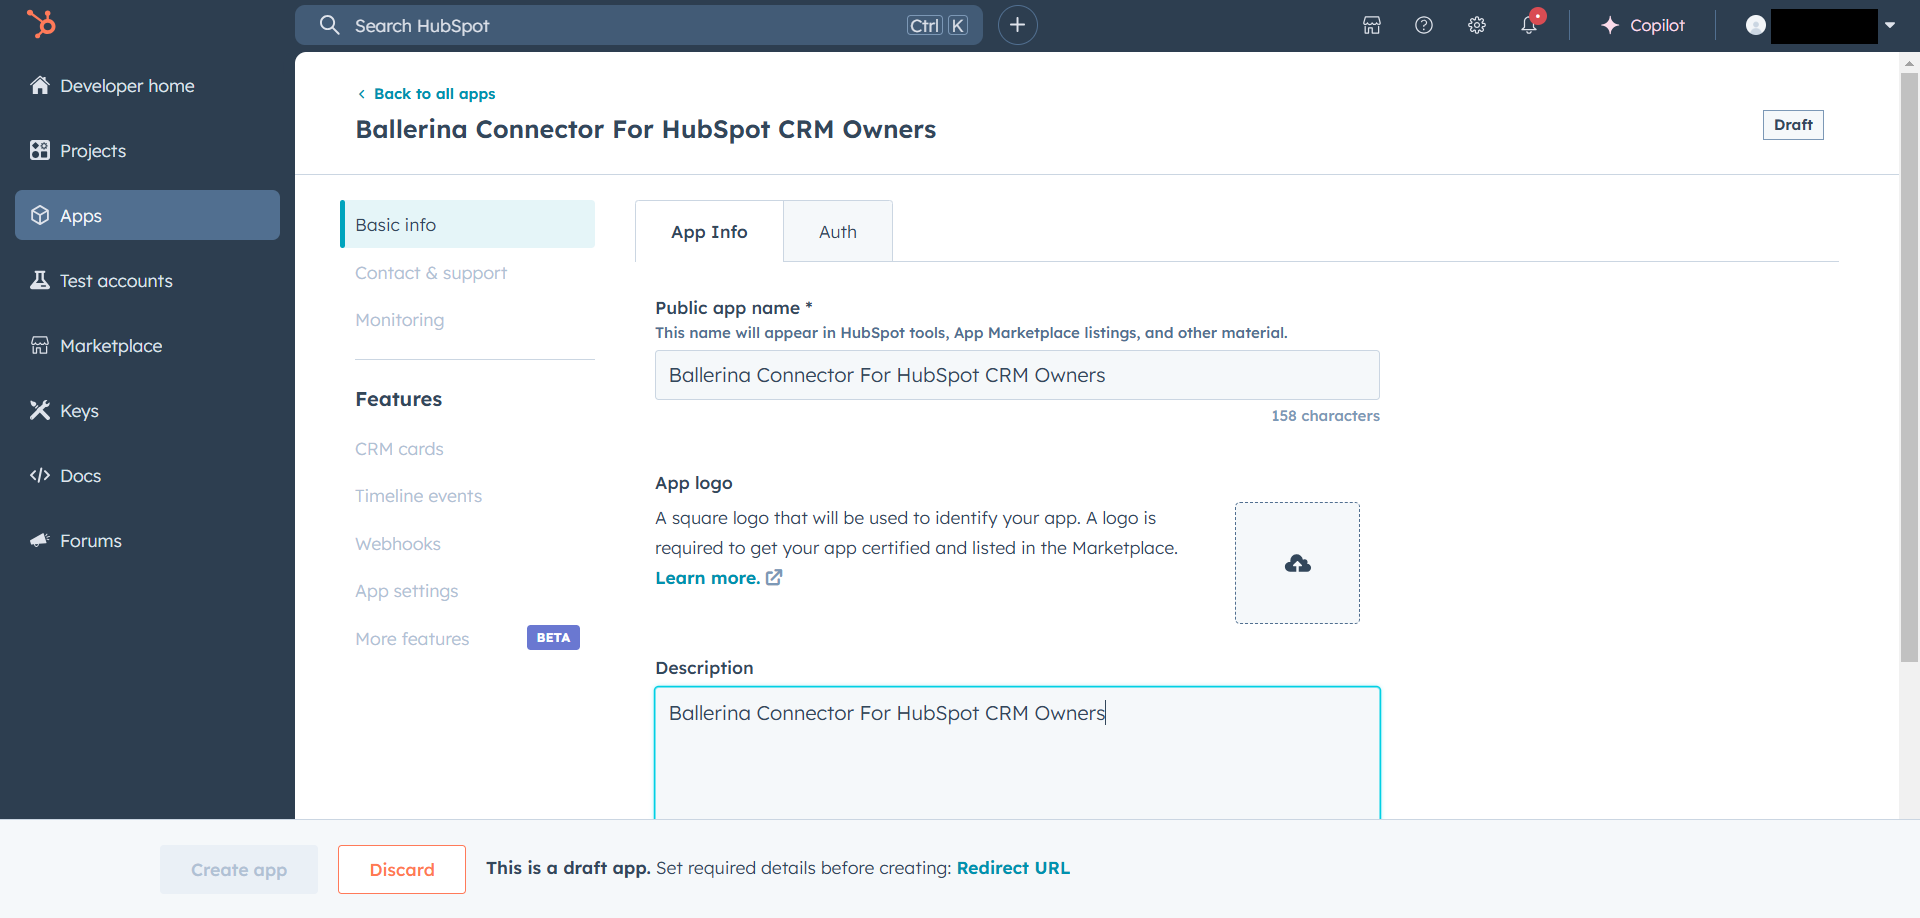 Search HubSpot
Ctrl K
Copilot
Developer home
Projects
Apps
Test accounts
Marketplace
Keys
Docs
Forums
Back to all apps
Ballerina Connector For HubSpot CRM Owners
Draft
Basic info
Contact & support
Monitoring
Features
CRM cards
Timeline events
Webhooks
App settings
More features
BETA
App Info
Auth
Public app name *
This name will appear in HubSpot tools, App Marketplace listings, and other material.
Ballerina Connector For HubSpot CRM Owners
158 characters
App logo
A square logo that will be used to identify your app. A logo is
required to get your app certified and listed in the Marketplace.
Learn more.
Description
Ballerina Connector For HubSpot CRM Owners
Create app
Discard
This is a draft app. Set required details before creating: Redirect URL